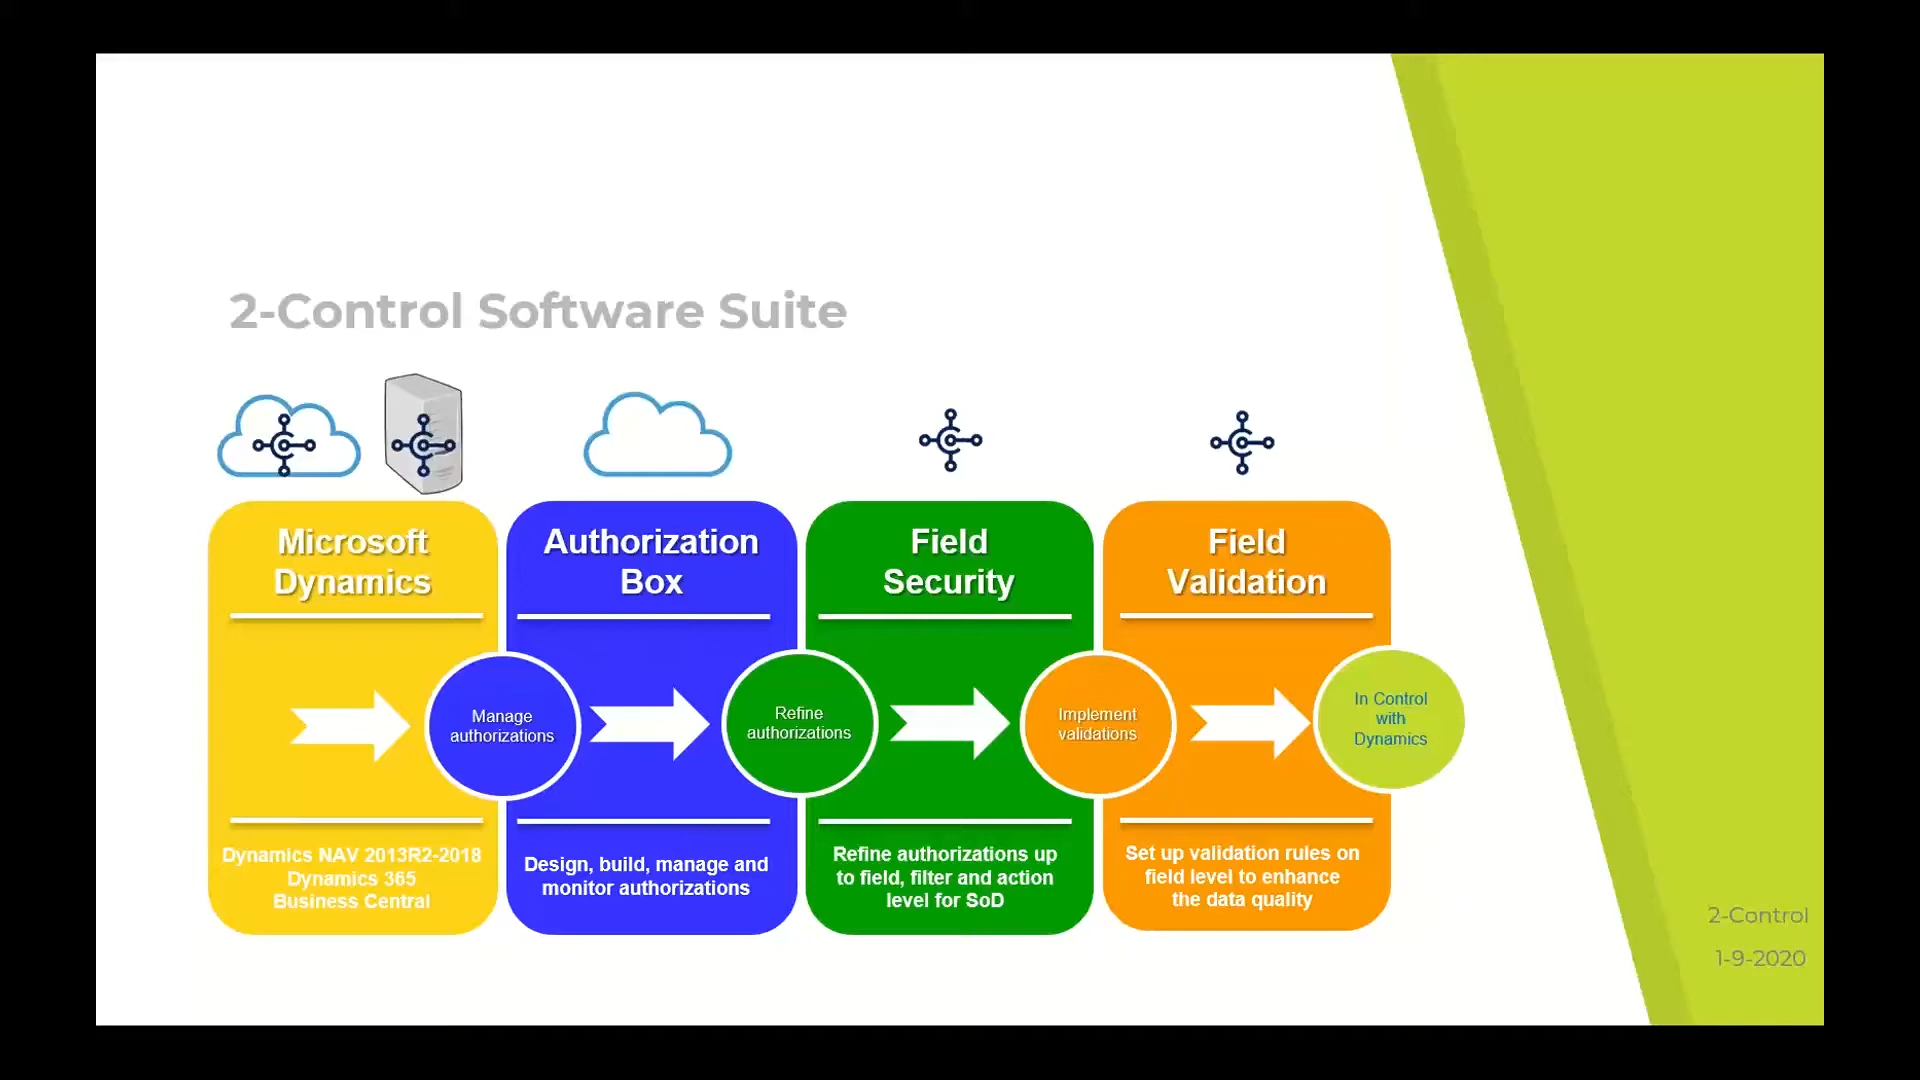 2-Control Software Suite
Microsoft
Dynamics
Authorization
Box
Field
Security
Field
Validation
Manage
authorizations
Refine
authorizations
Implement
validations
In Control
with
Dynamics
Dynamics NAV 2013R2-2018
Dynamics 365
Business Central
Design, build, manage and
monitor authorizations
Refine authorizations up
to field, filter and action
level for SoD
Set up validation rules on
field level to enhance
the data quality
2-Control
1-9-2020